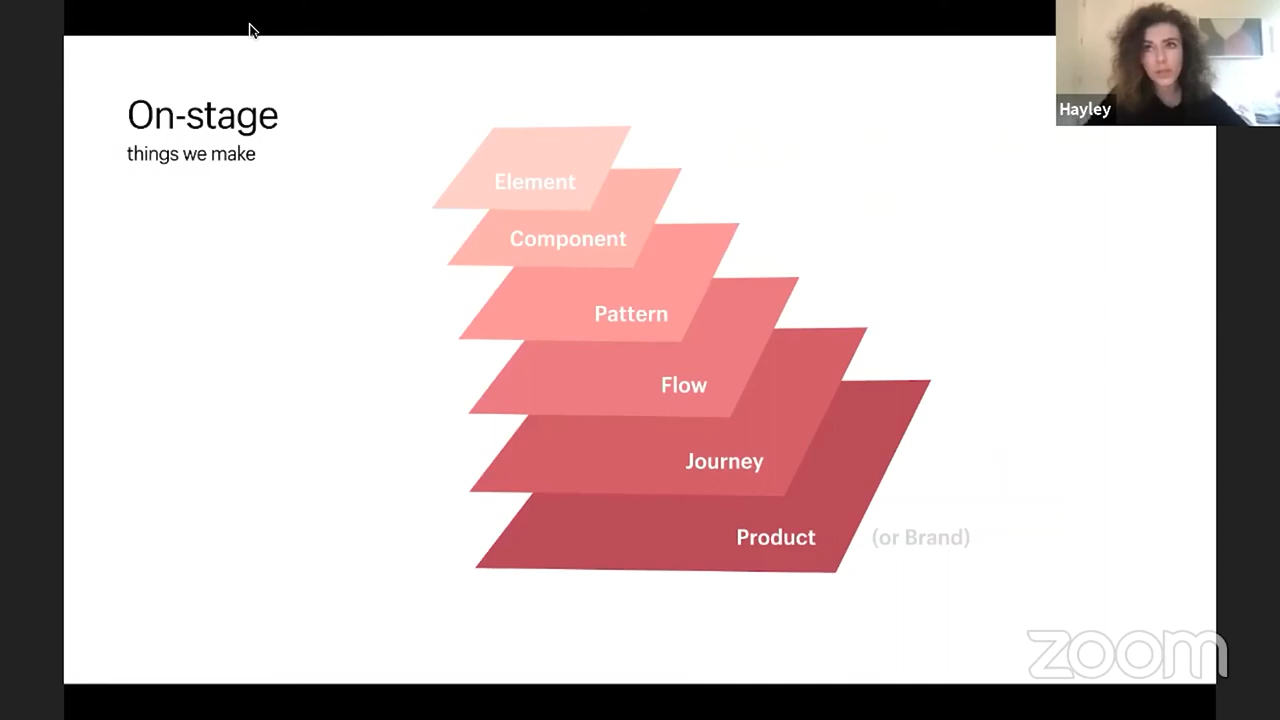 On-stage
things we make
Hayley
Element
Component
Pattern
Flow
Journey
Product (or Brand)
zoom